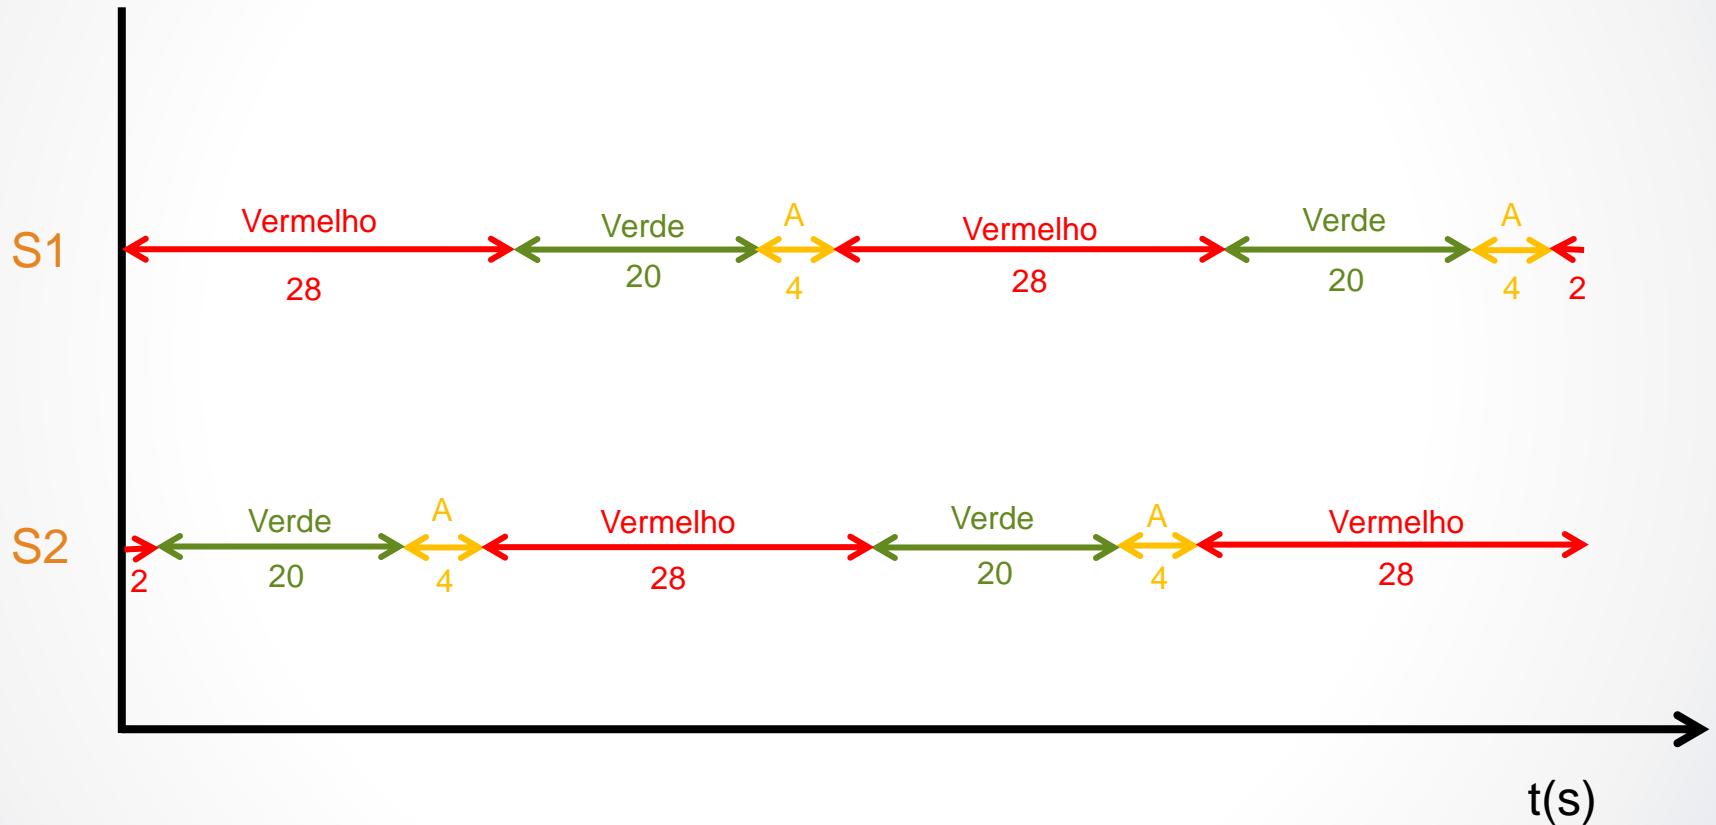 S1
Vermelho Verde A Vermelho Verde A
28 20 4 28 20 4 2
S2
Verde A Vermelho Verde A Vermelho
2 20 4 28 20 4 28
t(s)